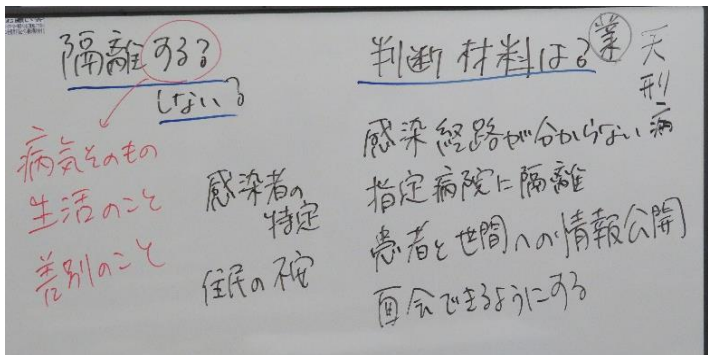 隔離する?
しない?
病気そのもの
生活のこと
差別のこと
感染者の
特定
住民の不安
判断材料は?
業
天刑病
感染経路が分からない
指定病院に隔離
患者と世間への情報公開
面会できるようにする